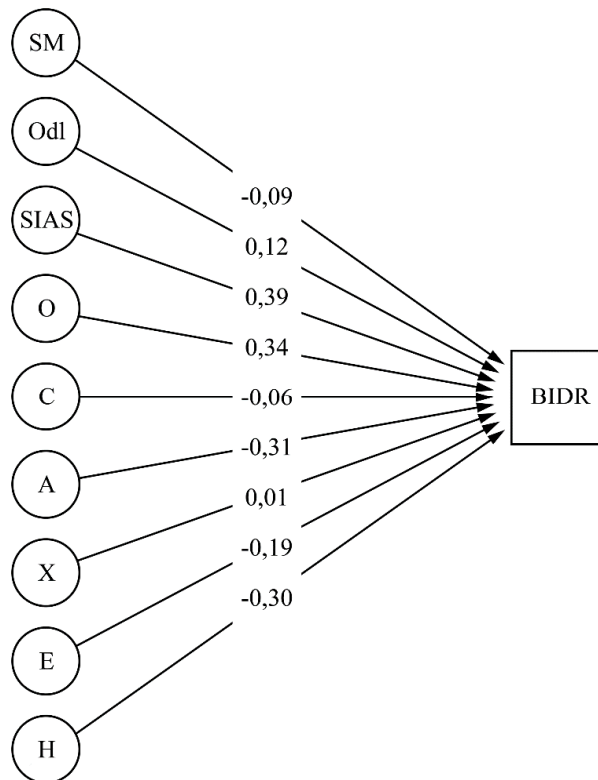 SM
Odl
SIAS
O
C
A
X
E
H
-0,09
0,12
0,39
0,34
-0,06
-0,31
0,01
-0,19
-0,30
BIDR